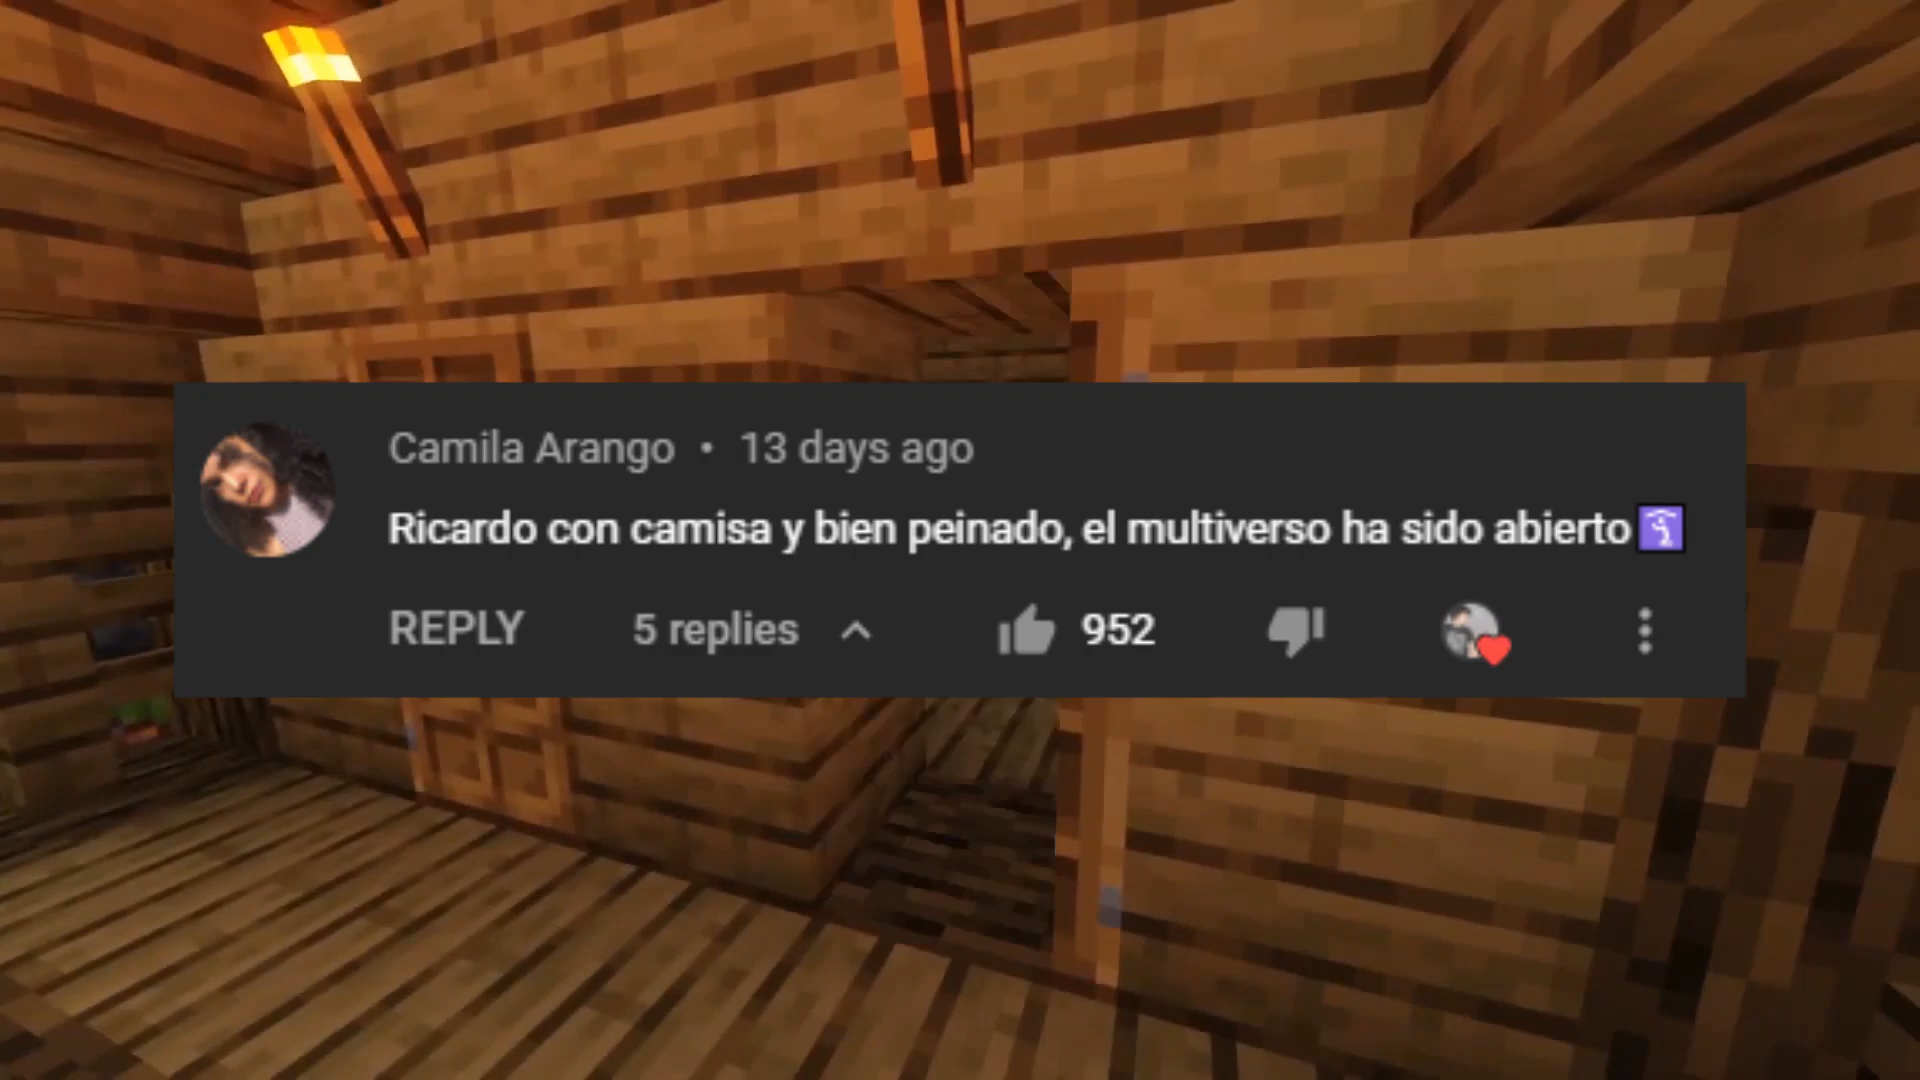 Camila Arango • 13 days ago
Ricardo con camisa y bien peinado, el multiverso ha sido abierto🛐
REPLY 5 replies 952